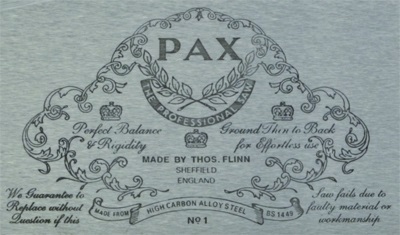 PAX
THE PROFESSIONAL SAW
Perfect Balance
& Rigidity
Ground Thin to Back
for Effortless use
MADE BY THOS. FLINN
SHEFFIELD
ENGLAND
We Guarantee to
Replace without
Question if this
Saw fails due to
faulty material or
workmanship
MADE FROM HIGH CARBON ALLOY STEEL BS 1449
Nº1